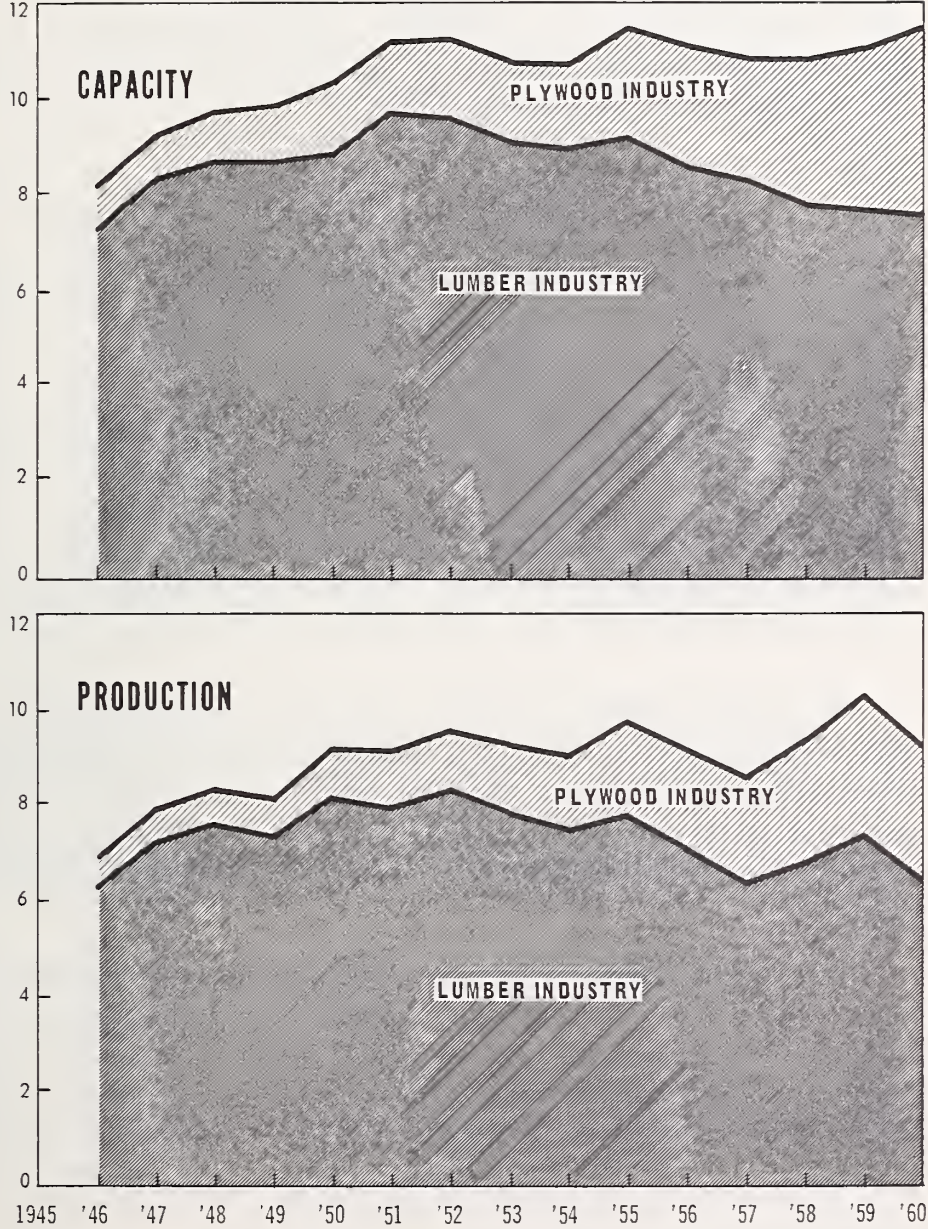 12
CAPACITY
PLYWOOD INDUSTRY
10
8
6
LUMBER INDUSTRY
4
2
0
12
PRODUCTION
10
8
PLYWOOD INDUSTRY
6
4
LUMBER INDUSTRY
2
0
1945 '46 '47 '48 '49 '50 '51 '52 '53 '54 '55 '56 '57 '58 '59 '60